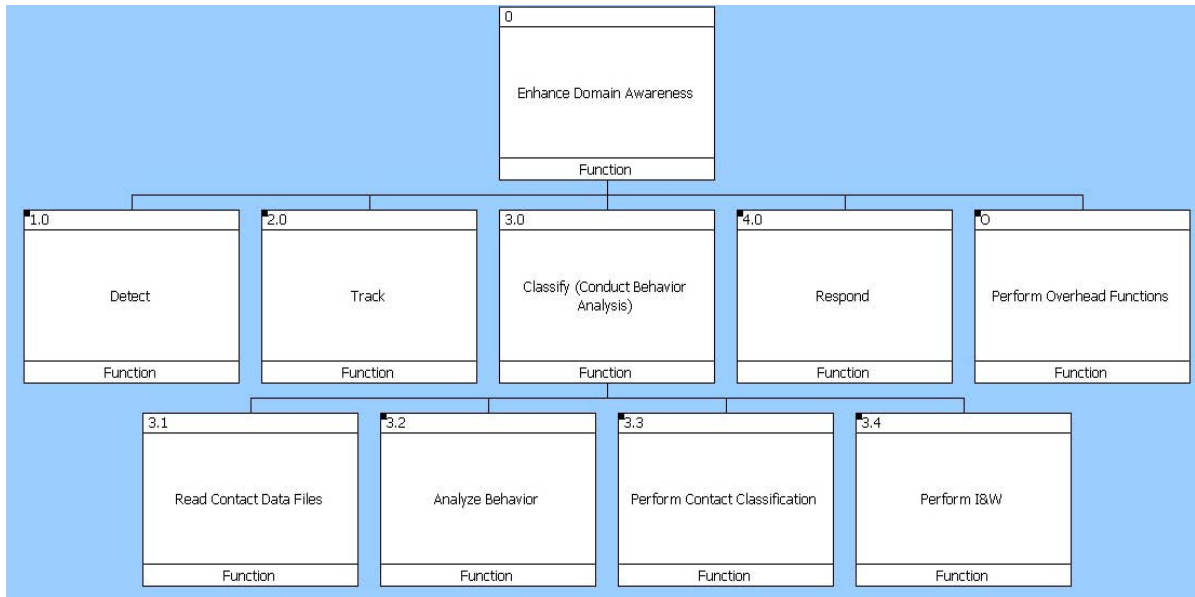 0
Enhance Domain Awareness
Function
1.0
Detect
Function
2.0
Track
Function
3.0
Classify (Conduct Behavior
Analysis)
Function
4.0
Respond
Function
O
Perform Overhead Functions
Function
3.1
Read Contact Data Files
Function
3.2
Analyze Behavior
Function
3.3
Perform Contact Classification
Function
3.4
Perform I&W
Function